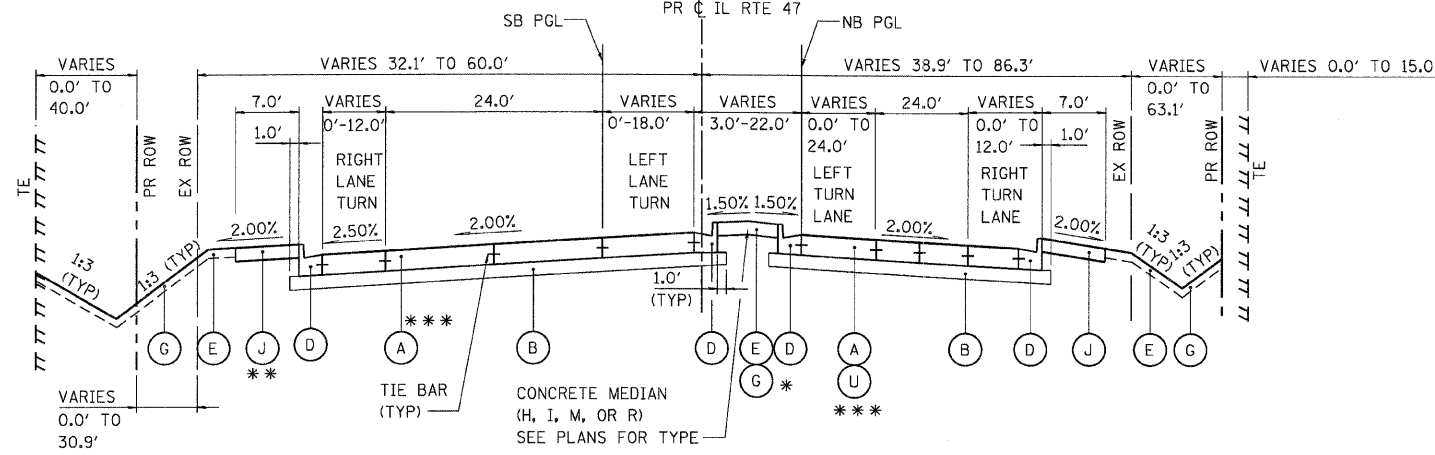 PR ℄ IL RTE 47
SB PGL
NB PGL
VARIES
0.0' TO
40.0'
VARIES 32.1' TO 60.0'
VARIES 38.9' TO 86.3'
VARIES
0.0' TO
63.1'
VARIES 0.0' TO 15.0
7.0'
VARIES
0'-12.0'
24.0'
VARIES
0'-18.0'
VARIES
3.0'-22.0'
VARIES
0.0' TO
24.0'
24.0'
VARIES
0.0' TO
12.0'
7.0'
1.0'
1.0'
RIGHT
LANE
TURN
LEFT
LANE
TURN
LEFT
TURN
LANE
RIGHT
TURN
LANE
TE
PR ROW
EX ROW
EX ROW
PR ROW
TE
1:3
(TYP)
1:3 (TYP)
2.00%
2.50%
2.00%
1.50%
1.50%
2.00%
2.00%
1:3
(TYP)
1:3
(TYP)
1.0'
(TYP)
G
E
J
**
D
A
***
B
D
E
G
D
*
A
U
***
B
D
J
E
G
TIE BAR
(TYP)
CONCRETE MEDIAN
(H, I, M, OR R)
SEE PLANS FOR TYPE
VARIES
0.0' TO
30.9'